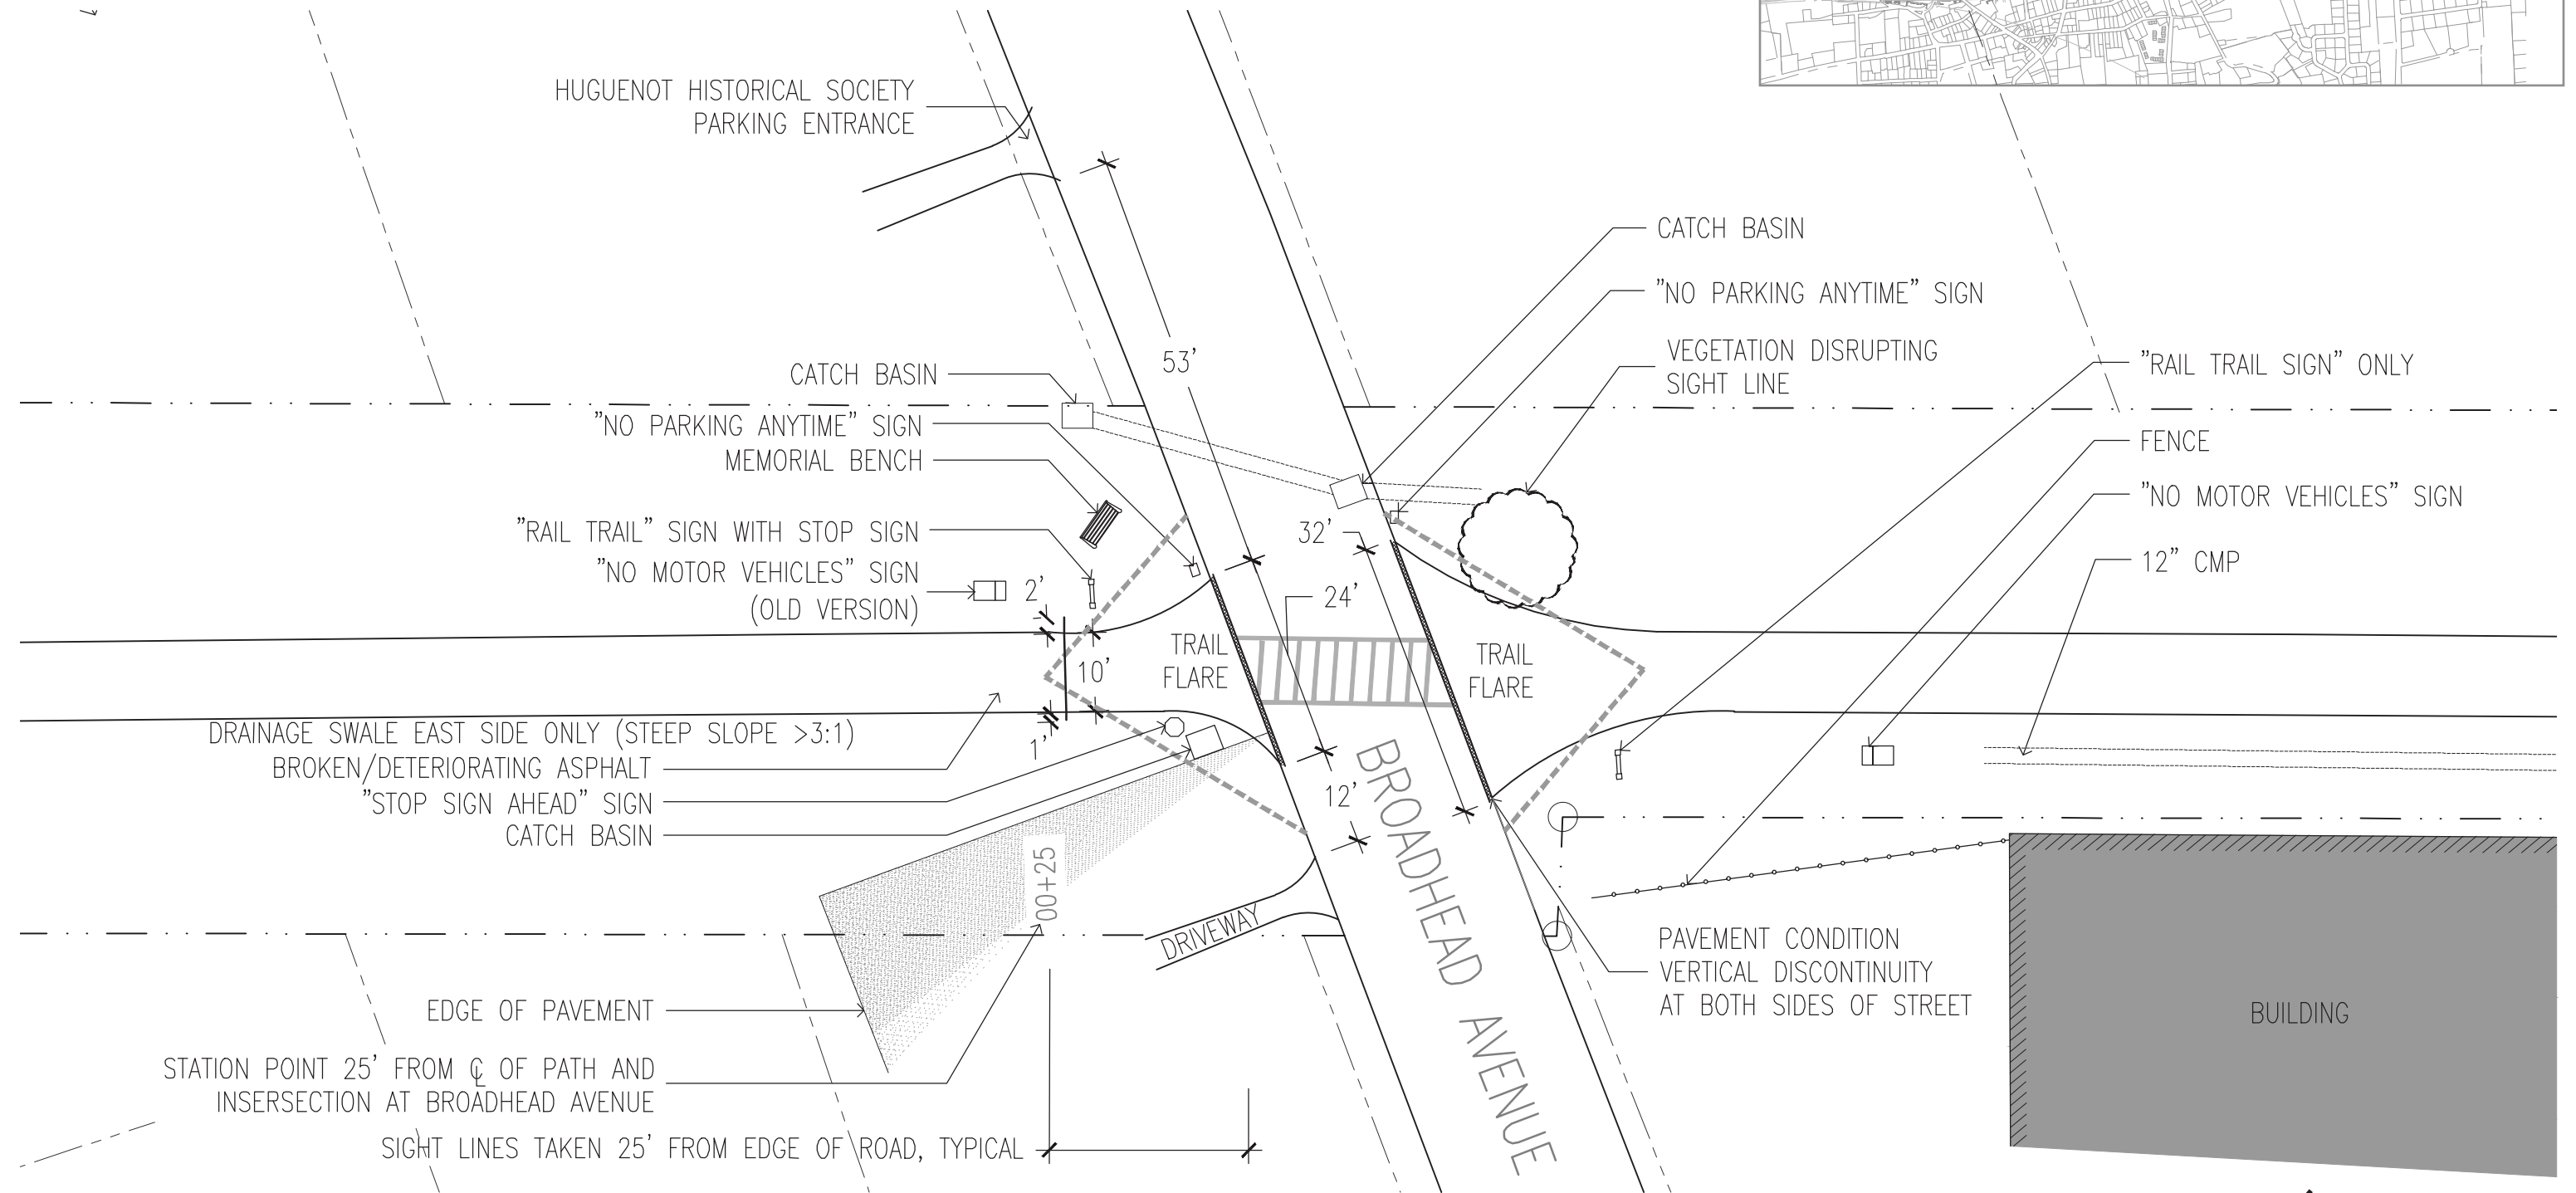 HUGUENOT HISTORICAL SOCIETY
PARKING ENTRANCE
CATCH BASIN
"NO PARKING ANYTIME" SIGN
VEGETATION DISRUPTING
SIGHT LINE
"RAIL TRAIL SIGN" ONLY
FENCE
"NO MOTOR VEHICLES" SIGN
12" CMP
53'
CATCH BASIN
"NO PARKING ANYTIME" SIGN
MEMORIAL BENCH
"RAIL TRAIL" SIGN WITH STOP SIGN
"NO MOTOR VEHICLES" SIGN
(OLD VERSION)
2'
32'
24'
10'
TRAIL
FLARE
TRAIL
FLARE
1'
12'
DRAINAGE SWALE EAST SIDE ONLY (STEEP SLOPE >3:1)
BROKEN/DETERIORATING ASPHALT
"STOP SIGN AHEAD" SIGN
CATCH BASIN
00+25
DRIVEWAY
BROADHEAD AVENUE
PAVEMENT CONDITION
VERTICAL DISCONTINUITY
AT BOTH SIDES OF STREET
BUILDING
EDGE OF PAVEMENT
STATION POINT 25' FROM ℄ OF PATH AND
INSERSECTION AT BROADHEAD AVENUE
SIGHT LINES TAKEN 25' FROM EDGE OF ROAD, TYPICAL